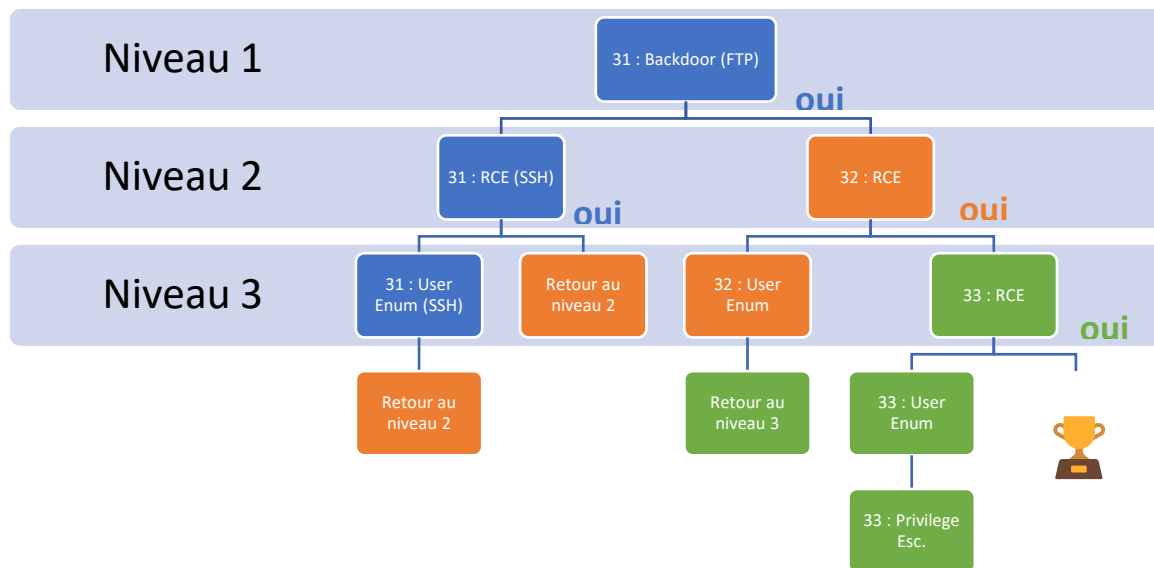 Niveau 1
31 : Backdoor (FTP)
oui
Niveau 2
31 : RCE (SSH)
32 : RCE
oui
oui
Niveau 3
31 : User
Enum (SSH)
Retour au
niveau 2
32 : User
Enum
33 : RCE
oui
Retour au
niveau 2
Retour au
niveau 3
33 : User
Enum
33 : Privilege
Esc.